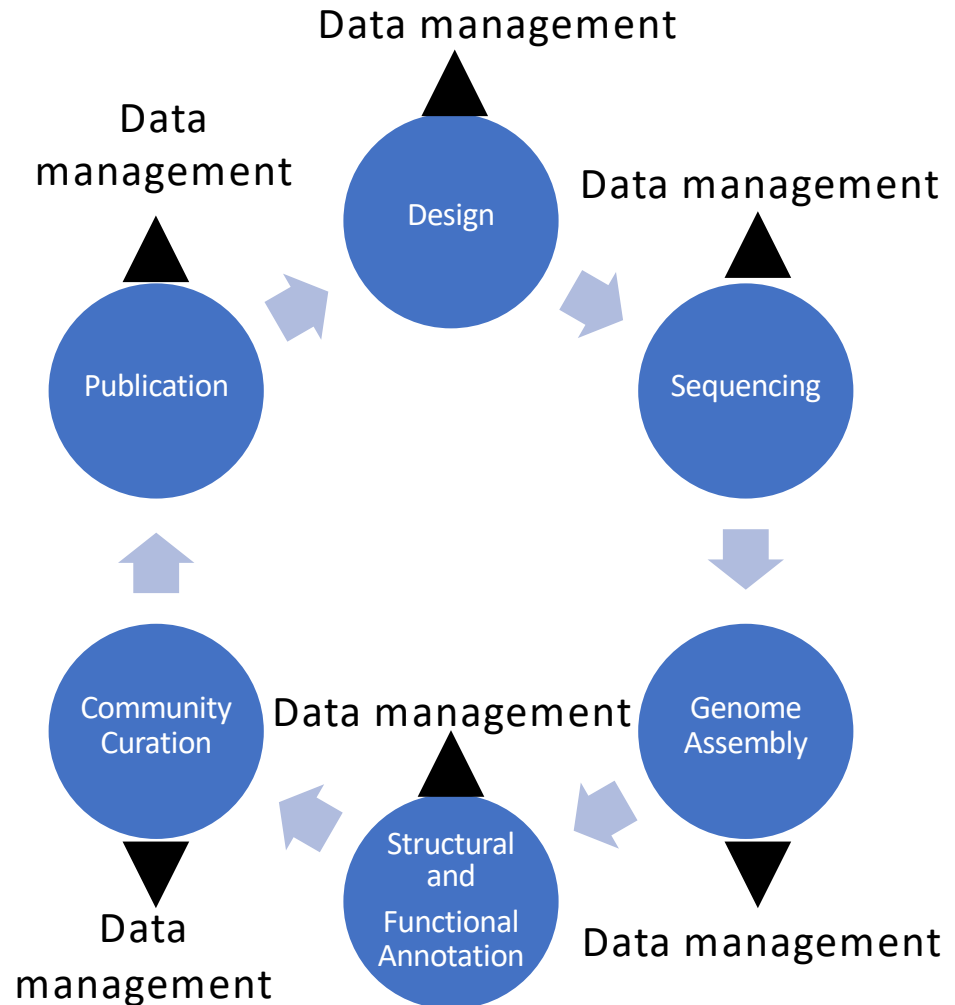 Data management
Data
management
Design
Data management
Publication
Sequencing
Community
Curation
Data management
Genome
Assembly
Structural
and
Functional
Annotation
Data
management
Data management